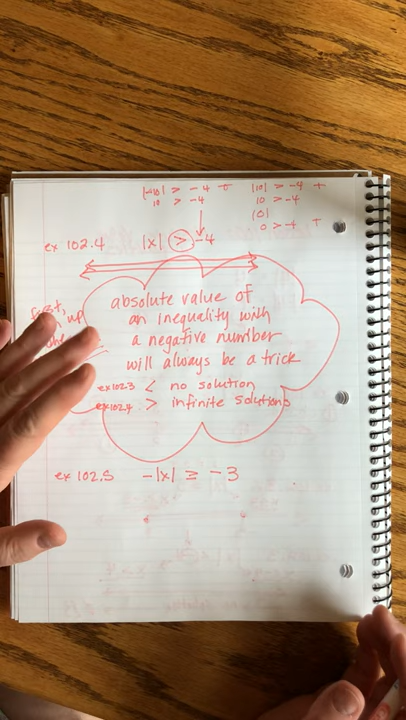 |-10| > -4 T |10| > -4 T
10 > -4 10 > -4
|0|
0 > -4 T
ex 102.4 |x| > -4
first,
up
absolute value of
an inequality with
a negative number
will always be a trick
ex 102.3 < no solution
ex 102.4 > infinite solutions
ex 102.5 -|x| ≥ -3